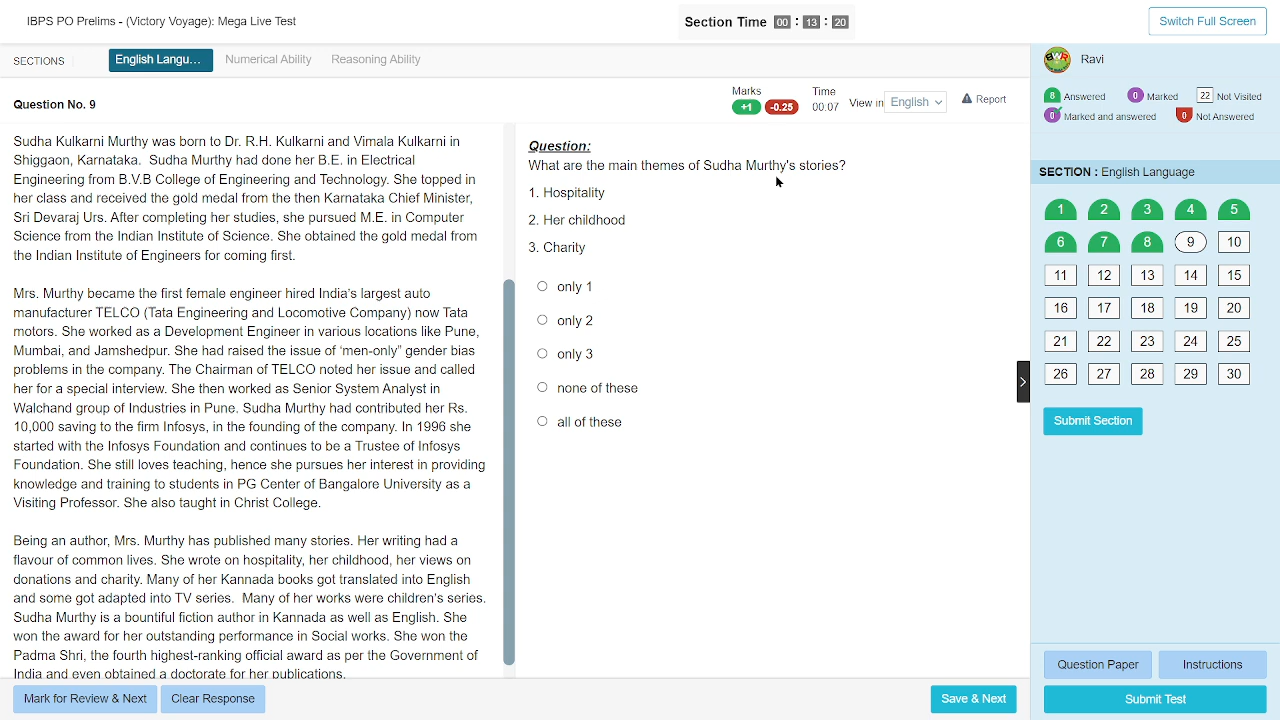 IBPS PO Prelims - (Victory Voyage): Mega Live Test
Section Time 00 : 13 : 20
Switch Full Screen
SECTIONS
English Langu...
Numerical Ability
Reasoning Ability
Ravi
Question No. 9
Marks
+1 -0.25
Time
00:07
View in English
Report
8 Answered
0 Marked
22 Not Visited
0 Marked and answered
0 Not Answered
Sudha Kulkarni Murthy was born to Dr. R.H. Kulkarni and Vimala Kulkarni in
Shiggaon, Karnataka. Sudha Murthy had done her B.E. in Electrical
Engineering from B.V.B College of Engineering and Technology. She topped in
her class and received the gold medal from the then Karnataka Chief Minister,
Sri Devaraj Urs. After completing her studies, she pursued M.E. in Computer
Science from the Indian Institute of Science. She obtained the gold medal from
the Indian Institute of Engineers for coming first.
Mrs. Murthy became the first female engineer hired India's largest auto
manufacturer TELCO (Tata Engineering and Locomotive Company) now Tata
motors. She worked as a Development Engineer in various locations like Pune,
Mumbai, and Jamshedpur. She had raised the issue of 'men-only" gender bias
problems in the company. The Chairman of TELCO noted her issue and called
her for a special interview. She then worked as Senior System Analyst in
Walchand group of Industries in Pune. Sudha Murthy had contributed her Rs.
10,000 saving to the firm Infosys, in the founding of the company. In 1996 she
started with the Infosys Foundation and continues to be a Trustee of Infosys
Foundation. She still loves teaching, hence she pursues her interest in providing
knowledge and training to students in PG Center of Bangalore University as a
Visiting Professor. She also taught in Christ College.
Being an author, Mrs. Murthy has published many stories. Her writing had a
flavour of common lives. She wrote on hospitality, her childhood, her views on
donations and charity. Many of her Kannada books got translated into English
and some got adapted into TV series. Many of her works were children's series.
Sudha Murthy is a bountiful fiction author in Kannada as well as English. She
won the award for her outstanding performance in Social works. She won the
Padma Shri, the fourth highest-ranking official award as per the Government of
India and even obtained a doctorate for her publications.
Question:
What are the main themes of Sudha Murthy's stories?
1. Hospitality
2. Her childhood
3. Charity
only 1
only 2
only 3
none of these
all of these
SECTION : English Language
1 2 3 4 5
6 7 8 9 10
11 12 13 14 15
16 17 18 19 20
21 22 23 24 25
26 27 28 29 30
Submit Section
Question Paper
Instructions
Mark for Review & Next
Clear Response
Save & Next
Submit Test